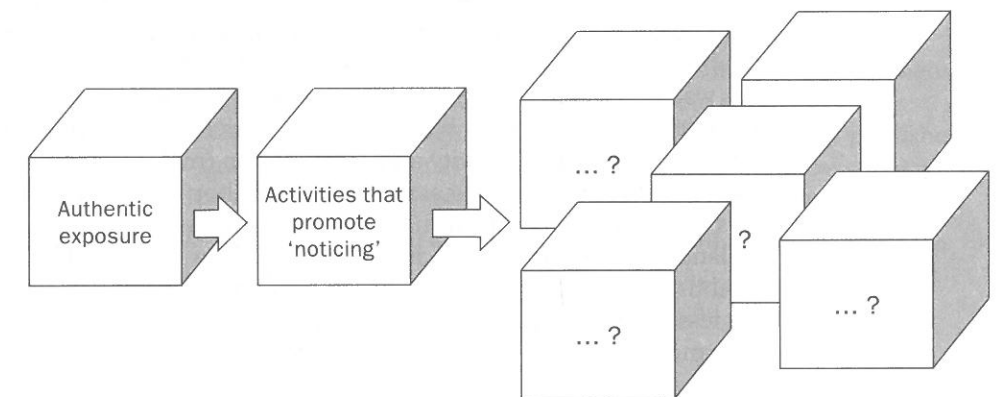 Authentic
exposure
Activities that
promote
‘noticing’
... ?
?
... ?
... ?